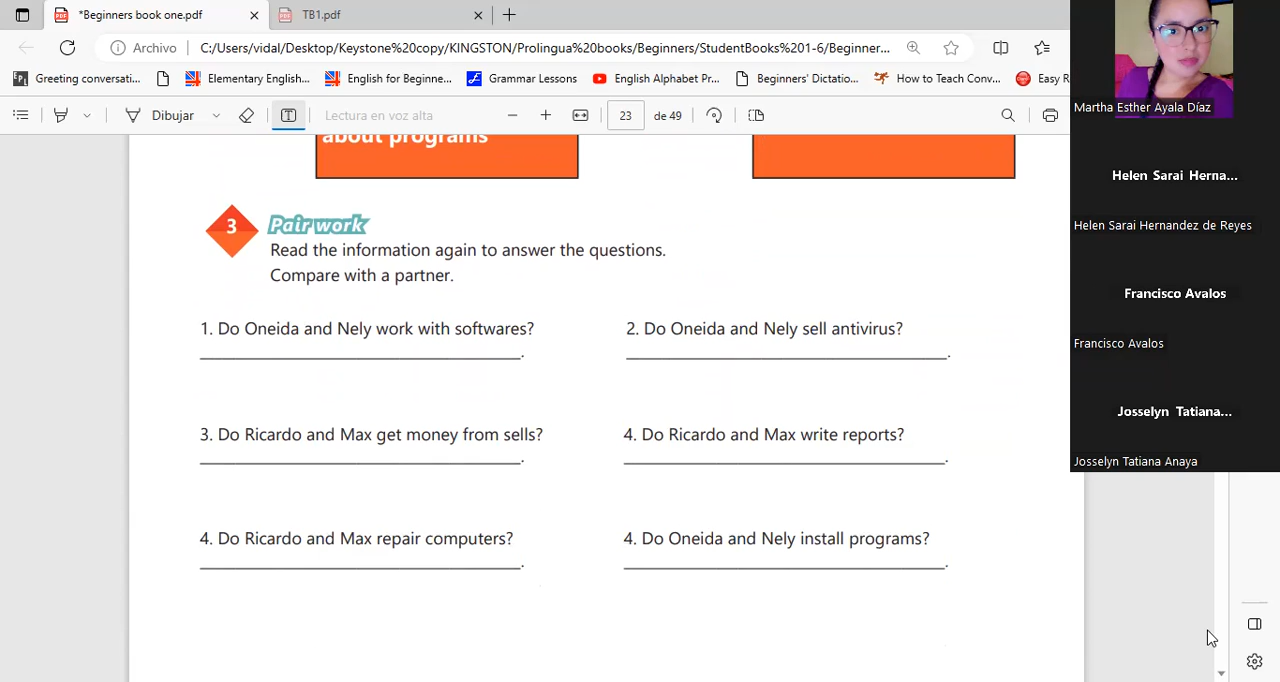 *Beginners book one.pdf
TB1.pdf
Archivo
C:/Users/vidal/Desktop/Keystone%20copy/KINGSTON/Prolingua%20books/Beginners/StudentBooks%201-6/Beginner...
Greeting conversati...
Elementary English...
English for Beginne...
Grammar Lessons
English Alphabet Pr...
Beginners' Dictatio...
How to Teach Conv...
Easy R
Dibujar
Lectura en voz alta
23
de 49
about programs
3
Pair work
Read the information again to answer the questions.
Compare with a partner.
1. Do Oneida and Nely work with softwares?
2. Do Oneida and Nely sell antivirus?
3. Do Ricardo and Max get money from sells?
4. Do Ricardo and Max write reports?
4. Do Ricardo and Max repair computers?
4. Do Oneida and Nely install programs?
Martha Esther Ayala Díaz
Helen Sarai Herna...
Helen Sarai Hernandez de Reyes
Francisco Avalos
Francisco Avalos
Josselyn Tatiana...
Josselyn Tatiana Anaya